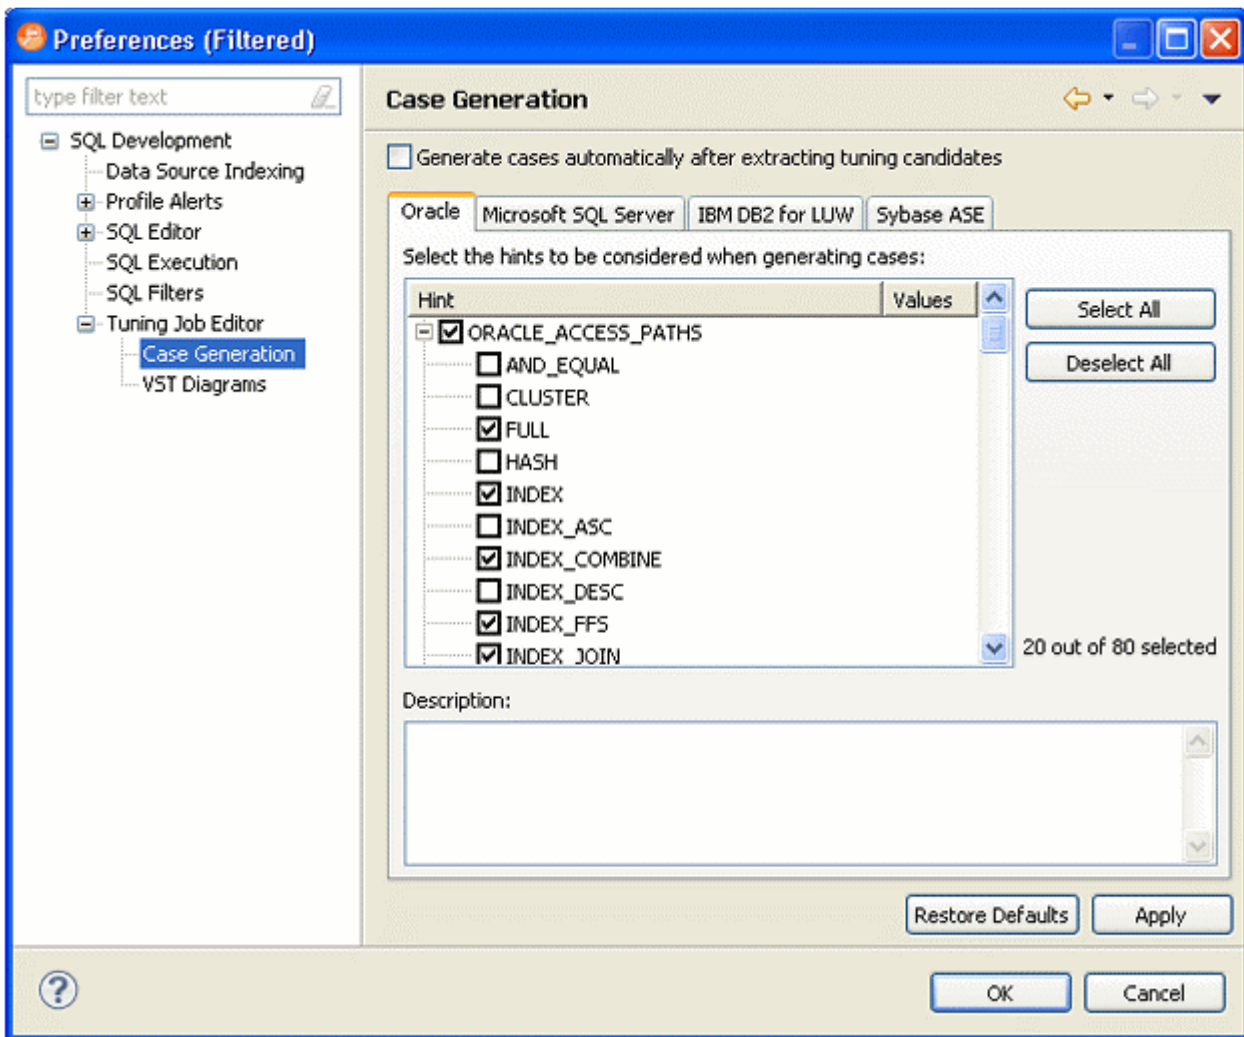 Preferences (Filtered)
type filter text
SQL Development
Data Source Indexing
Profile Alerts
SQL Editor
SQL Execution
SQL Filters
Tuning Job Editor
Case Generation
VST Diagrams
Case Generation
Generate cases automatically after extracting tuning candidates
Oracle Microsoft SQL Server IBM DB2 for LUW Sybase ASE
Select the hints to be considered when generating cases:
Hint Values
ORACLE_ACCESS_PATHS
AND_EQUAL
CLUSTER
FULL
HASH
INDEX
INDEX_ASC
INDEX_COMBINE
INDEX_DESC
INDEX_FFS
INDEX_JOIN
Select All
Deselect All
20 out of 80 selected
Description:
Restore Defaults Apply
? OK Cancel